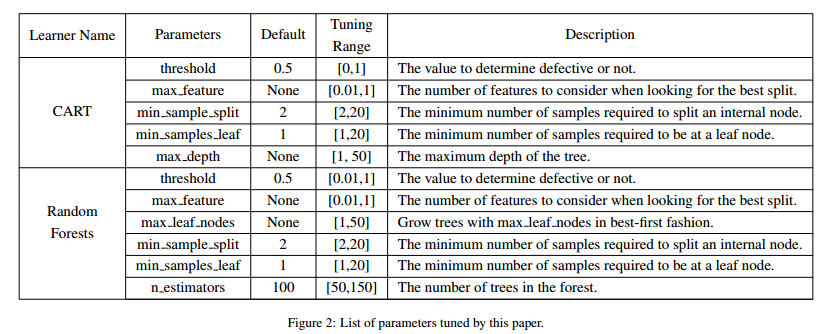 Learner Name Parameters Default Tuning Range Description
CART
threshold 0.5 [0,1] The value to determine defective or not.
max_feature None [0.01,1] The number of features to consider when looking for the best split.
min_sample_split 2 [2,20] The minimum number of samples required to split an internal node.
min_samples_leaf 1 [1,20] The minimum number of samples required to be at a leaf node.
max_depth None [1, 50] The maximum depth of the tree.
Random
Forests
threshold 0.5 [0.01,1] The value to determine defective or not.
max_feature None [0.01,1] The number of features to consider when looking for the best split.
max_leaf_nodes None [1,50] Grow trees with max_leaf_nodes in best-first fashion.
min_sample_split 2 [2,20] The minimum number of samples required to split an internal node.
min_samples_leaf 1 [1,20] The minimum number of samples required to be at a leaf node.
n_estimators 100 [50,150] The number of trees in the forest.
Figure 2: List of parameters tuned by this paper.